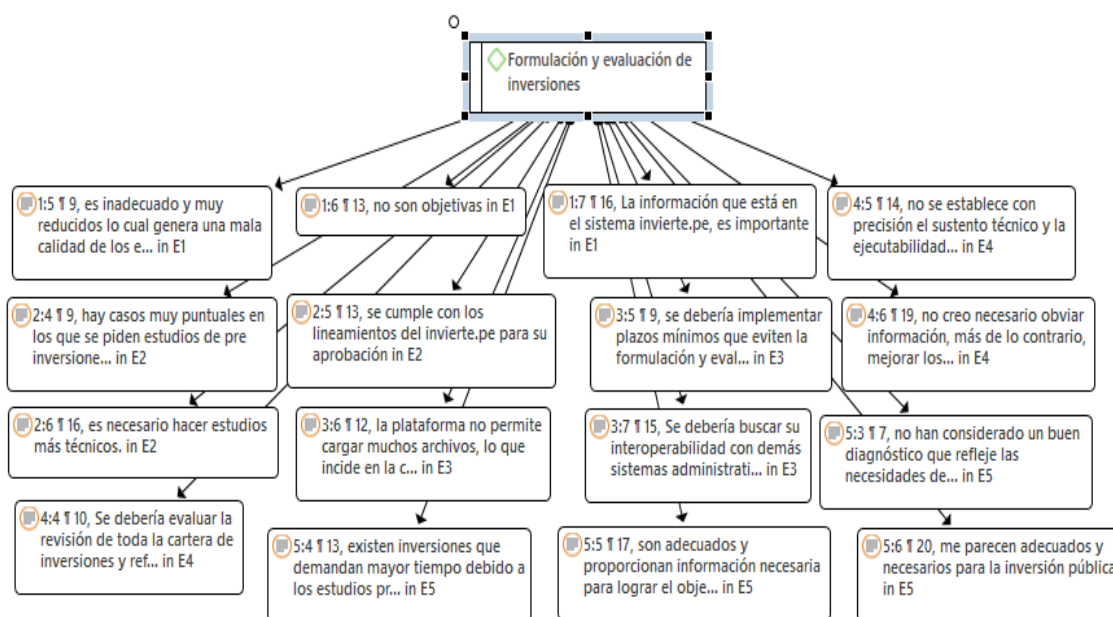 Formulación y evaluación de
inversiones
1:5 ¶ 9, es inadecuado y muy
reducidos lo cual genera una mala
calidad de los e... in E1
1:6 ¶ 13, no son objetivas in E1
1:7 ¶ 16, La información que está en
el sistema invierte.pe, es importante
in E1
4:5 ¶ 14, no se establece con
precisión el sustento técnico y la
ejecutabilidad... in E4
2:4 ¶ 9, hay casos muy puntuales en
los que se piden estudios de pre
inversione... in E2
2:5 ¶ 13, se cumple con los
lineamientos del invierte.pe para su
aprobación in E2
3:5 ¶ 9, se debería implementar
plazos mínimos que eviten la
formulación y eval... in E3
4:6 ¶ 19, no creo necesario obviar
información, más de lo contrario,
mejorar los... in E4
2:6 ¶ 16, es necesario hacer estudios
más técnicos. in E2
3:6 ¶ 12, la plataforma no permite
cargar muchos archivos, lo que
incide en la c... in E3
3:7 ¶ 15, Se debería buscar su
interoperabilidad con demás
sistemas administrati... in E3
5:3 ¶ 7, no han considerado un buen
diagnóstico que refleje las
necesidades de... in E5
4:4 ¶ 10, Se debería evaluar la
revisión de toda la cartera de
inversiones y ref... in E4
5:4 ¶ 13, existen inversiones que
demandan mayor tiempo debido a
los estudios pr... in E5
5:5 ¶ 17, son adecuados y
proporcionan información necesaria
para lograr el obje... in E5
5:6 ¶ 20, me parecen adecuados y
necesarios para la inversión pública
in E5